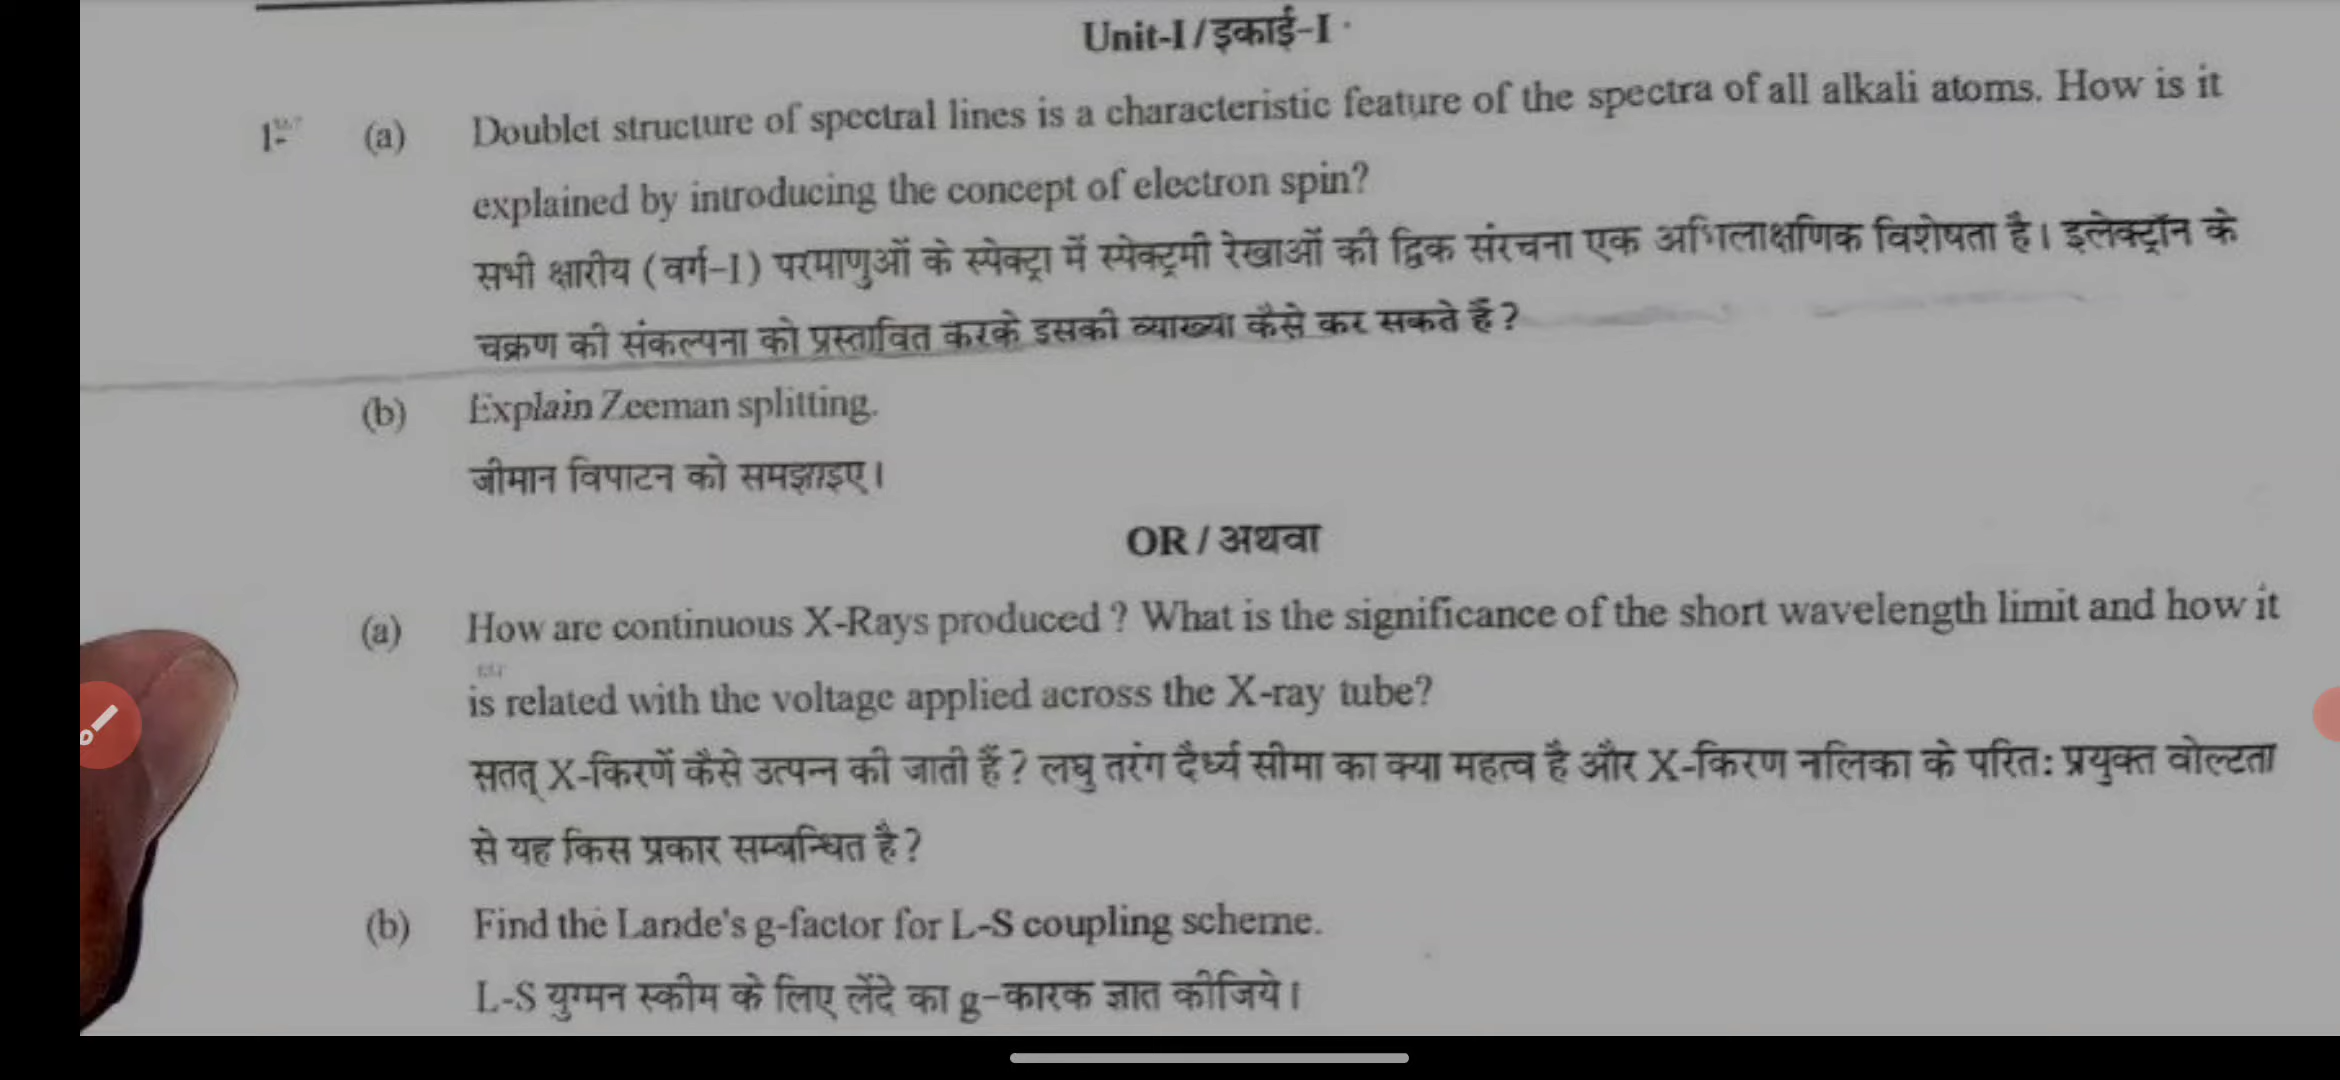 Unit-I / इकाई-I
1- (a) Doublet structure of spectral lines is a characteristic feature of the spectra of all alkali atoms. How is it
explained by introducing the concept of electron spin?
सभी क्षारीय (वर्ग-I) परमाणुओं के स्पेक्ट्रा में स्पेक्ट्रमी रेखाओं की द्विक संरचना एक अभिलाक्षणिक विशेषता है। इलेक्ट्रॉन के
चक्रण की संकल्पना को प्रस्तावित करके इसकी व्याख्या कैसे कर सकते हैं?
(b) Explain Zeeman splitting.
जीमान विपाटन को समझाइए।
OR / अथवा
(a) How are continuous X-Rays produced ? What is the significance of the short wavelength limit and how it
is related with the voltage applied across the X-ray tube?
सतत् X-किरणें कैसे उत्पन्न की जाती हैं? लघु तरंग दैर्ध्य सीमा का क्या महत्व है और X-किरण नलिका के परितः प्रयुक्त वोल्टता
से यह किस प्रकार सम्बन्धित है?
(b) Find the Lande's g-factor for L-S coupling scheme.
L-S युग्मन स्कीम के लिए लेंदे का g-कारक ज्ञात कीजिये।